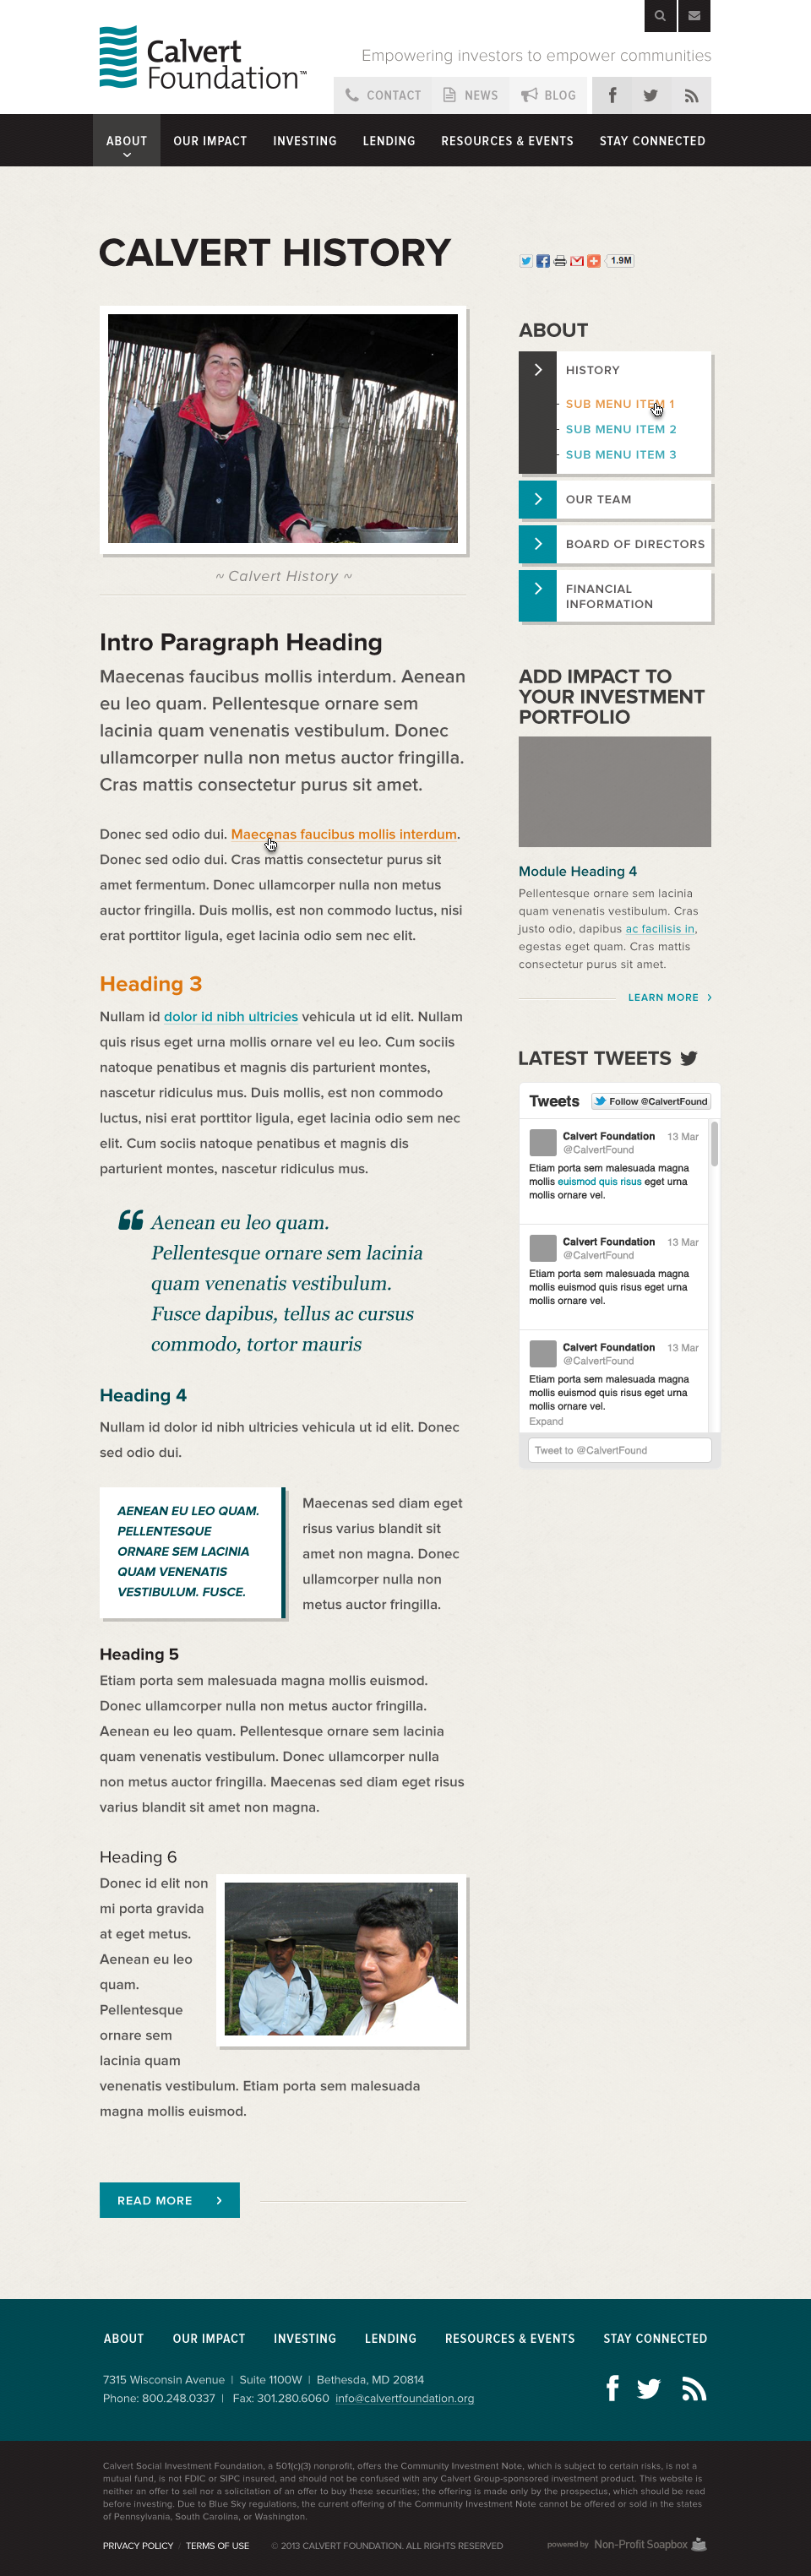 Calvert
Foundation™
Empowering investors to empower communities
CONTACT NEWS BLOG
ABOUT OUR IMPACT INVESTING LENDING RESOURCES & EVENTS STAY CONNECTED
CALVERT HISTORY
1.9M
~ Calvert History ~
Intro Paragraph Heading
Maecenas faucibus mollis interdum. Aenean
eu leo quam. Pellentesque ornare sem
lacinia quam venenatis vestibulum. Donec
ullamcorper nulla non metus auctor fringilla.
Cras mattis consectetur purus sit amet.
Donec sed odio dui. Maecenas faucibus mollis interdum.
Donec sed odio dui. Cras mattis consectetur purus sit
amet fermentum. Donec ullamcorper nulla non metus
auctor fringilla. Duis mollis, est non commodo luctus, nisi
erat porttitor ligula, eget lacinia odio sem nec elit.
Heading 3
Nullam id dolor id nibh ultricies vehicula ut id elit. Nullam
quis risus eget urna mollis ornare vel eu leo. Cum sociis
natoque penatibus et magnis dis parturient montes,
nascetur ridiculus mus. Duis mollis, est non commodo
luctus, nisi erat porttitor ligula, eget lacinia odio sem nec
elit. Cum sociis natoque penatibus et magnis dis
parturient montes, nascetur ridiculus mus.
“ Aenean eu leo quam.
Pellentesque ornare sem lacinia
quam venenatis vestibulum.
Fusce dapibus, tellus ac cursus
commodo, tortor mauris
Heading 4
Nullam id dolor id nibh ultricies vehicula ut id elit. Donec
sed odio dui.
AENEAN EU LEO QUAM.
PELLENTESQUE
ORNARE SEM LACINIA
QUAM VENENATIS
VESTIBULUM. FUSCE.
Maecenas sed diam eget
risus varius blandit sit
amet non magna. Donec
ullamcorper nulla non
metus auctor fringilla.
Heading 5
Etiam porta sem malesuada magna mollis euismod.
Donec ullamcorper nulla non metus auctor fringilla.
Aenean eu leo quam. Pellentesque ornare sem lacinia
quam venenatis vestibulum. Donec ullamcorper nulla
non metus auctor fringilla. Maecenas sed diam eget risus
varius blandit sit amet non magna.
Heading 6
Donec id elit non
mi porta gravida
at eget metus.
Aenean eu leo
quam.
Pellentesque
ornare sem
lacinia quam
venenatis vestibulum. Etiam porta sem malesuada
magna mollis euismod.
READ MORE
ABOUT
HISTORY
- SUB MENU ITEM 1
- SUB MENU ITEM 2
- SUB MENU ITEM 3
OUR TEAM
BOARD OF DIRECTORS
FINANCIAL
INFORMATION
ADD IMPACT TO
YOUR INVESTMENT
PORTFOLIO
Module Heading 4
Pellentesque ornare sem lacinia
quam venenatis vestibulum. Cras
justo odio, dapibus ac facilisis in,
egestas eget quam. Cras mattis
consectetur purus sit amet.
LEARN MORE
LATEST TWEETS
Tweets Follow @CalvertFound
Calvert Foundation 13 Mar
@CalvertFound
Etiam porta sem malesuada magna
mollis euismod quis risus eget urna
mollis ornare vel.
Calvert Foundation 13 Mar
@CalvertFound
Etiam porta sem malesuada magna
mollis euismod quis risus eget urna
mollis ornare vel.
Calvert Foundation 13 Mar
@CalvertFound
Etiam porta sem malesuada magna
mollis euismod quis risus eget urna
mollis ornare vel.
Expand
Tweet to @CalvertFound
ABOUT OUR IMPACT INVESTING LENDING RESOURCES & EVENTS STAY CONNECTED
7315 Wisconsin Avenue | Suite 1100W | Bethesda, MD 20814
Phone: 800.248.0337 | Fax: 301.280.6060 info@calvertfoundation.org
Calvert Social Investment Foundation, a 501(c)(3) nonprofit, offers the Community Investment Note, which is subject to certain risks, is not a
mutual fund, is not FDIC or SIPC insured, and should not be confused with any Calvert Group-sponsored investment product. This website is
neither an offer to sell nor a solicitation of an offer to buy these securities; the offering is made only by the prospectus, which should be read
before investing. Due to Blue Sky regulations, the current offering of the Community Investment Note cannot be offered or sold in the states
of Pennsylvania, South Carolina, or Washington.
PRIVACY POLICY / TERMS OF USE © 2013 CALVERT FOUNDATION. ALL RIGHTS RESERVED
powered by Non-Profit Soapbox